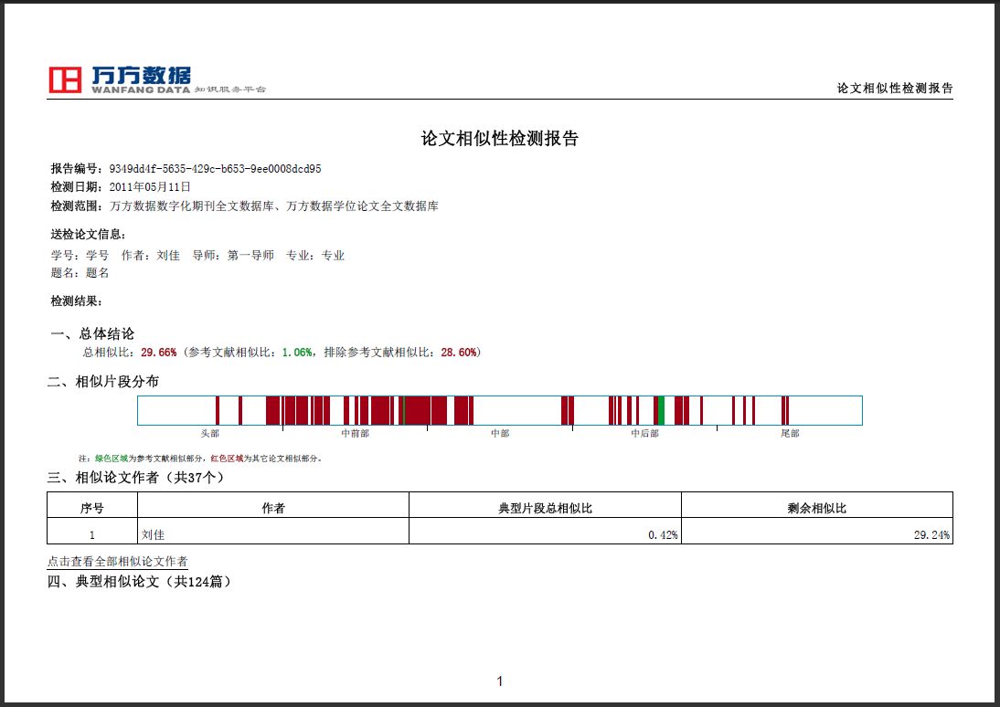 万方数据
WANFANG DATA 知识服务平台
论文相似性检测报告
论文相似性检测报告
报告编号：9349dd4f-5635-429c-b653-9ee0008dcd95
检测日期：2011年05月11日
检测范围：万方数据数字化期刊全文数据库、万方数据学位论文全文数据库
送检论文信息：
学号：学号 作者：刘佳 导师：第一导师 专业：专业
题名：题名
检测结果：
一、总体结论
总相似比：29.66% (参考文献相似比：1.06%，排除参考文献相似比：28.60%)
二、相似片段分布
头部 中前部 中部 中后部 尾部
注：绿色区域为参考文献相似部分，红色区域为其它论文相似部分。
三、相似论文作者（共37个）
序号 作者 典型片段总相似比 剩余相似比
1 刘佳 0.42% 29.24%
点击查看全部相似论文作者
四、典型相似论文（共124篇）
1